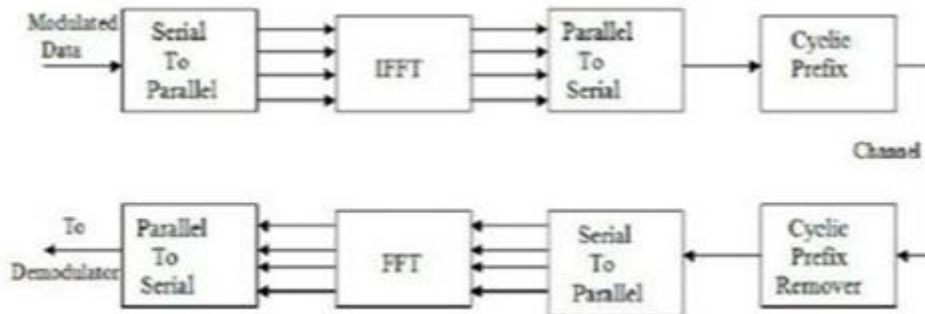 Modulated
Data
Serial
To
Parallel
IFFT
Parallel
To
Serial
Cyclic
Prefix
Channel
To
Demodulator
Parallel
To
Serial
FFT
Serial
To
Parallel
Cyclic
Prefix
Remover